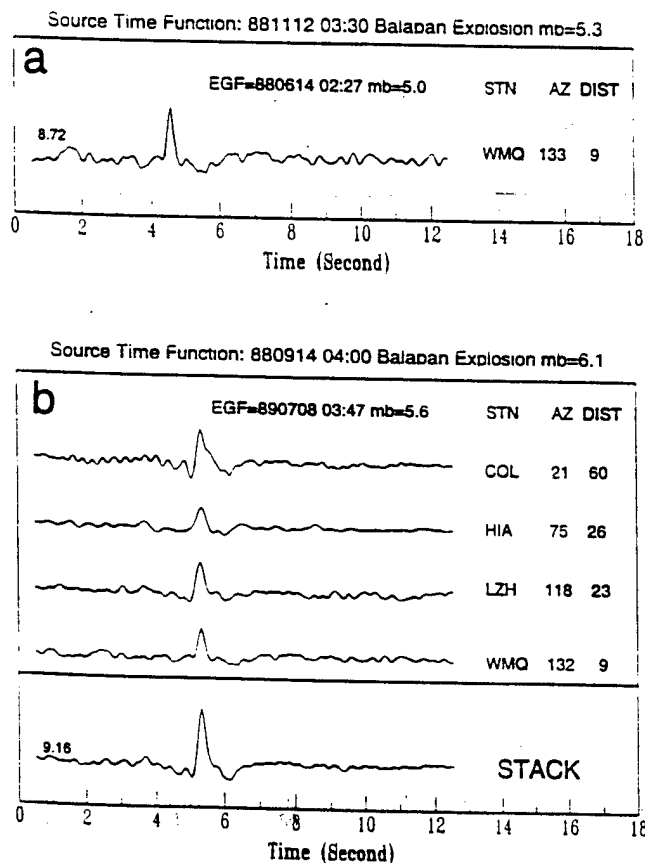 Source Time Function: 881112 03:30 Balapan Explosion mb=5.3
a
EGF=880614 02:27 mb=5.0 STN AZ DIST
8.72
WMQ 133 9
0 2 4 6 8 10 12 14 16 18
Time (Second)
Source Time Function: 880914 04:00 Balapan Explosion mb=6.1
b
EGF=890708 03:47 mb=5.6 STN AZ DIST
COL 21 60
HIA 75 26
LZH 118 23
WMQ 132 9
9.16
STACK
0 2 4 6 8 10 12 14 16 18
Time (Second)